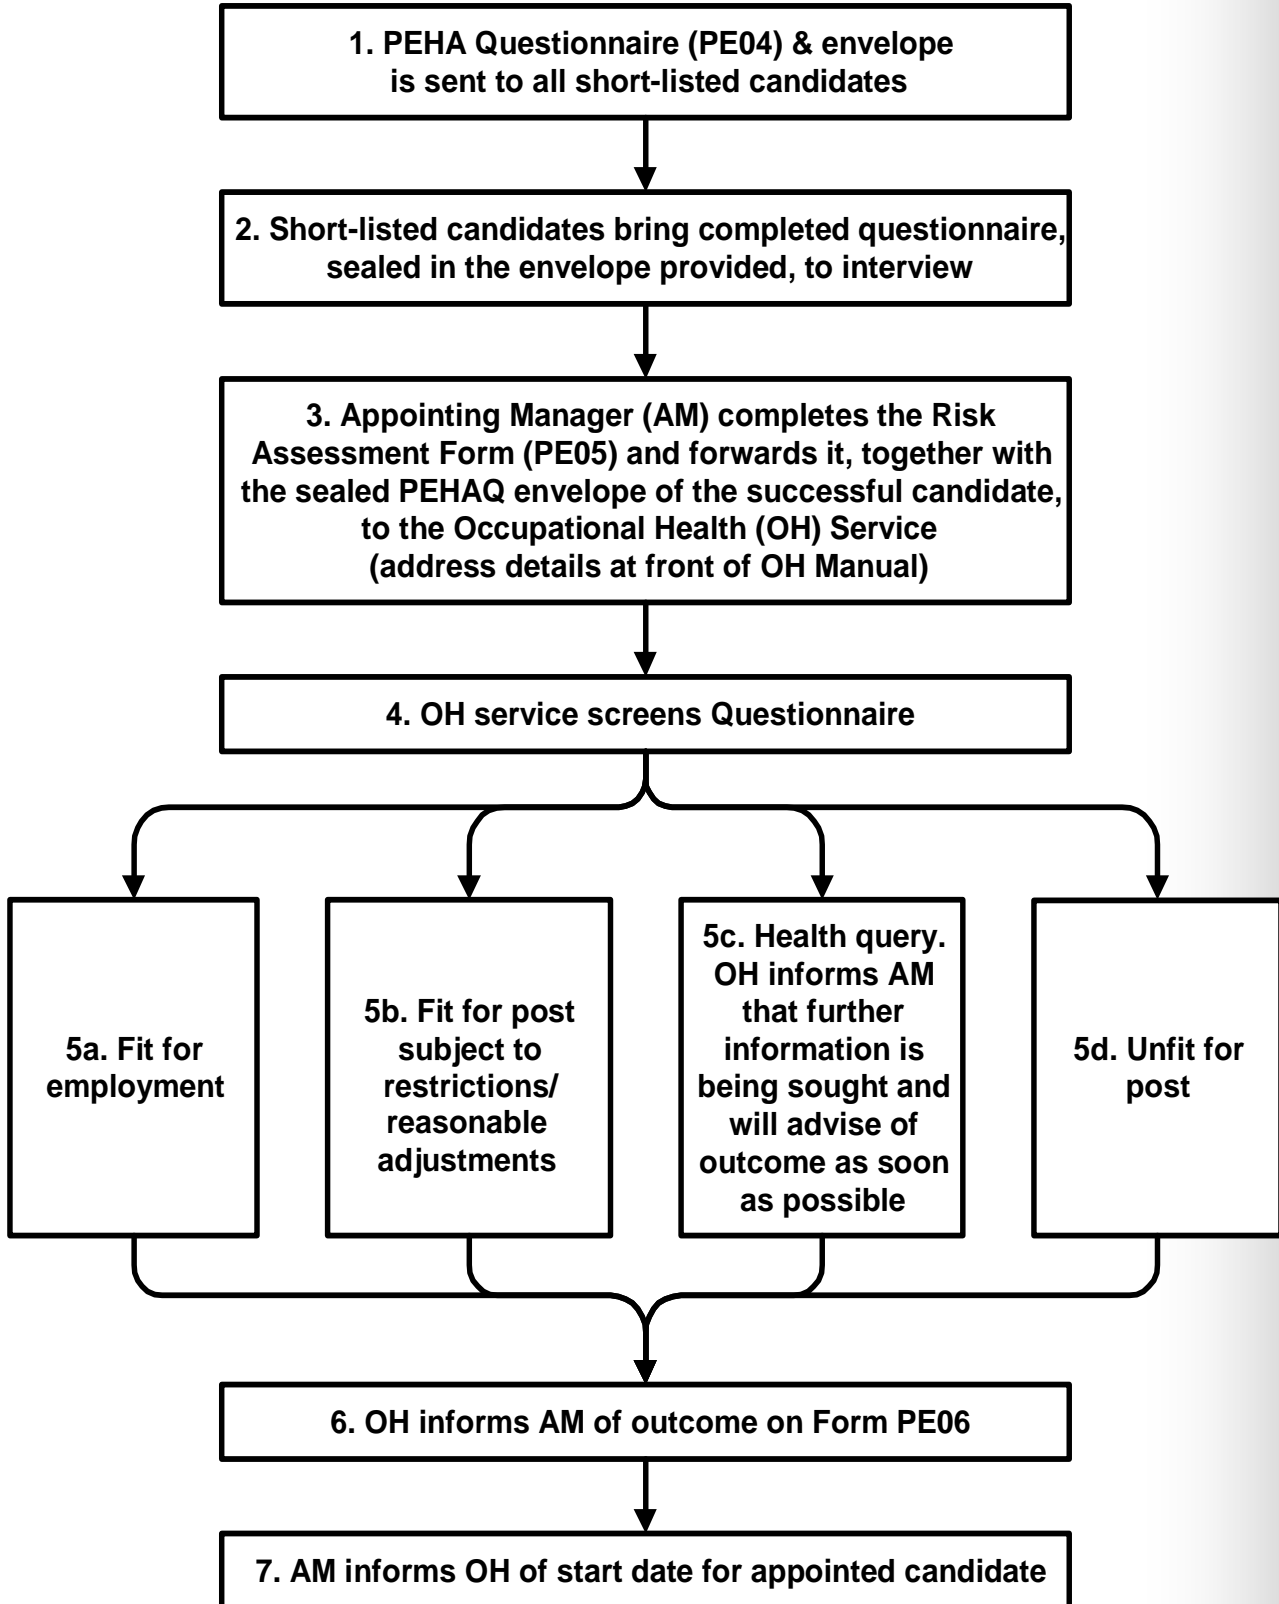 1. PEHA Questionnaire (PE04) & envelope
is sent to all short-listed candidates
2. Short-listed candidates bring completed questionnaire,
sealed in the envelope provided, to interview
3. Appointing Manager (AM) completes the Risk
Assessment Form (PE05) and forwards it, together with
the sealed PEHAQ envelope of the successful candidate,
to the Occupational Health (OH) Service
(address details at front of OH Manual)
4. OH service screens Questionnaire
5a. Fit for
employment
5b. Fit for post
subject to
restrictions/
reasonable
adjustments
5c. Health query.
OH informs AM
that further
information is
being sought and
will advise of
outcome as soon
as possible
5d. Unfit for
post
6. OH informs AM of outcome on Form PE06
7. AM informs OH of start date for appointed candidate